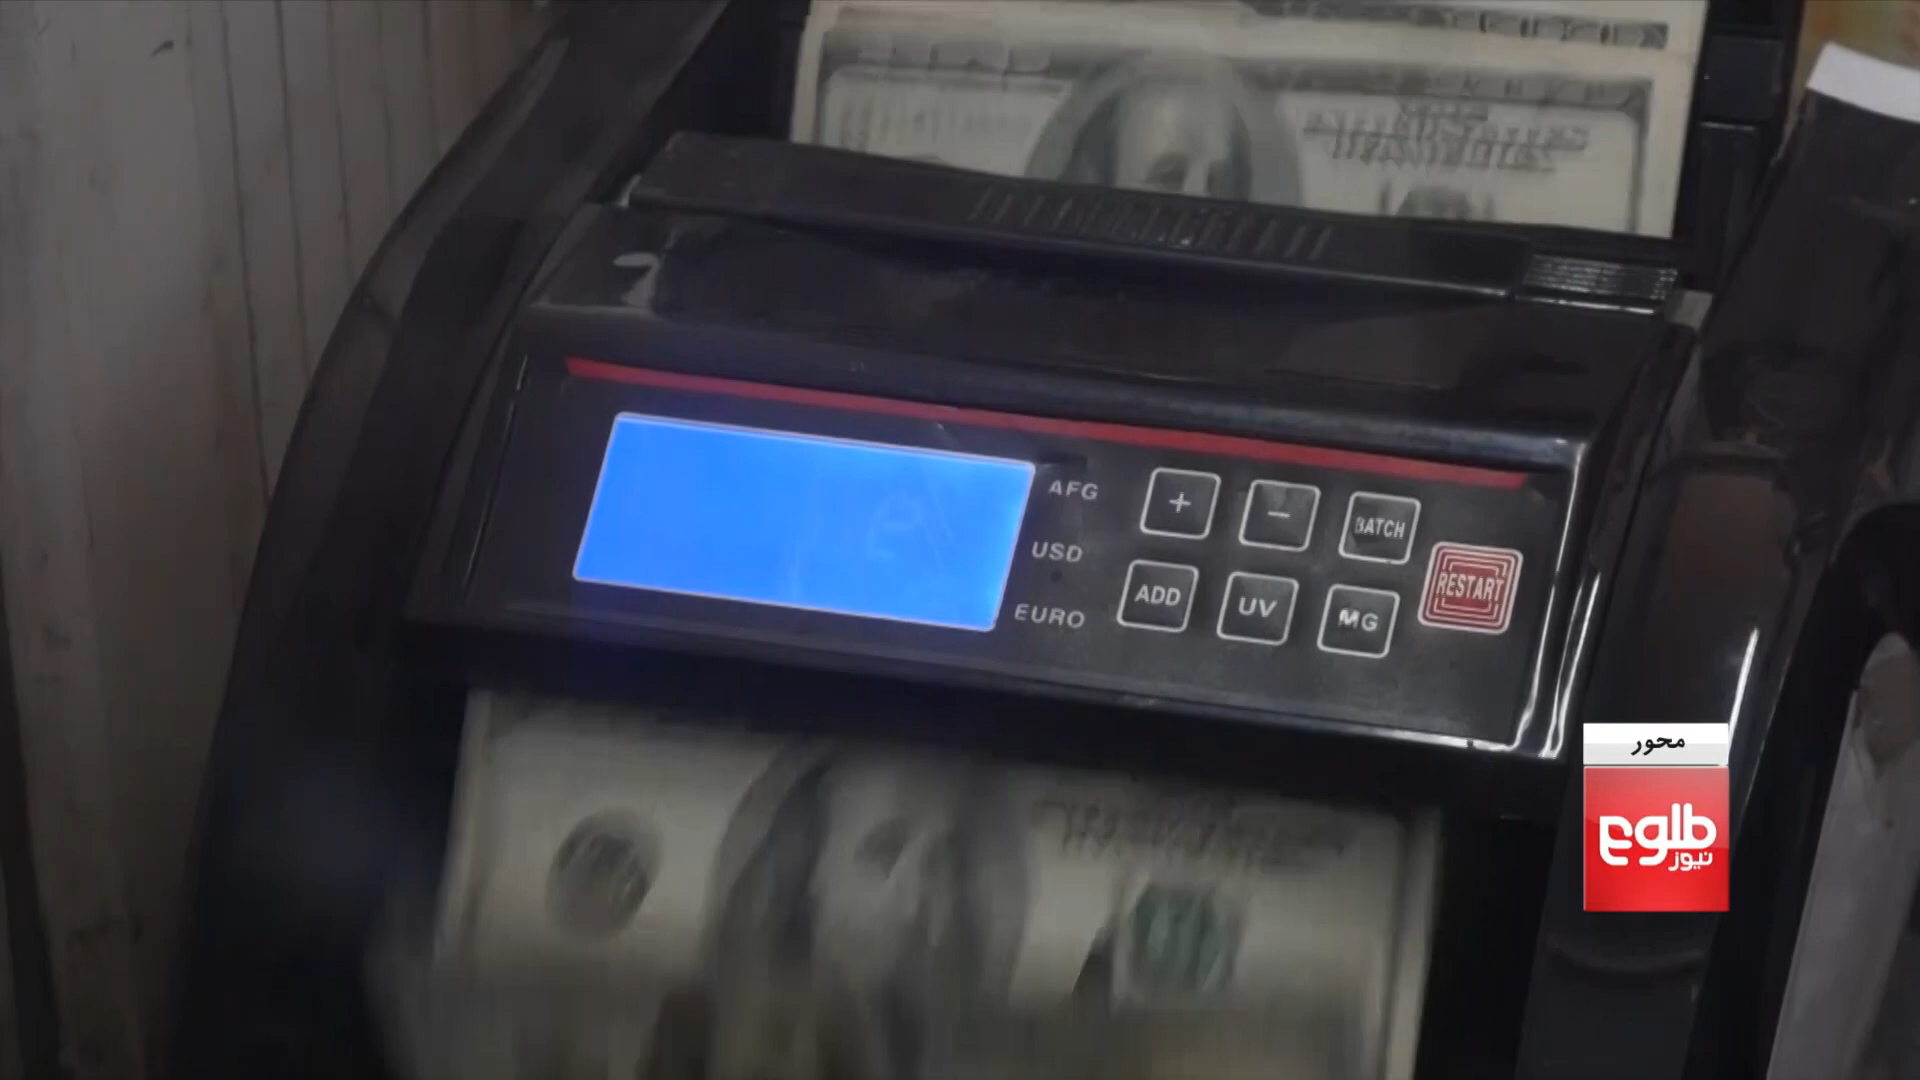 AFG
USD
EURO
+
-
BATCH
ADD
UV
MG
RESTART
محور
طلوع
نیوز